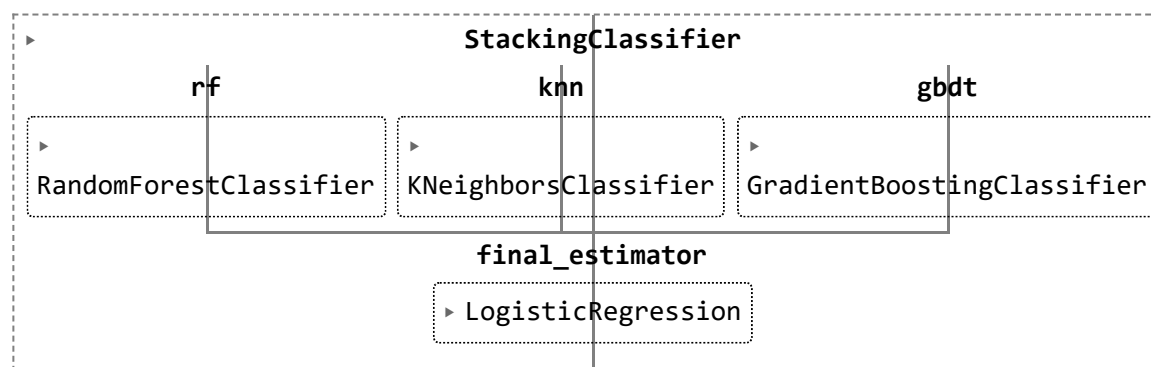 StackingClassifier
rf knn gbdt
RandomForestClassifier KNeighborsClassifier GradientBoostingClassifier
final_estimator
LogisticRegression